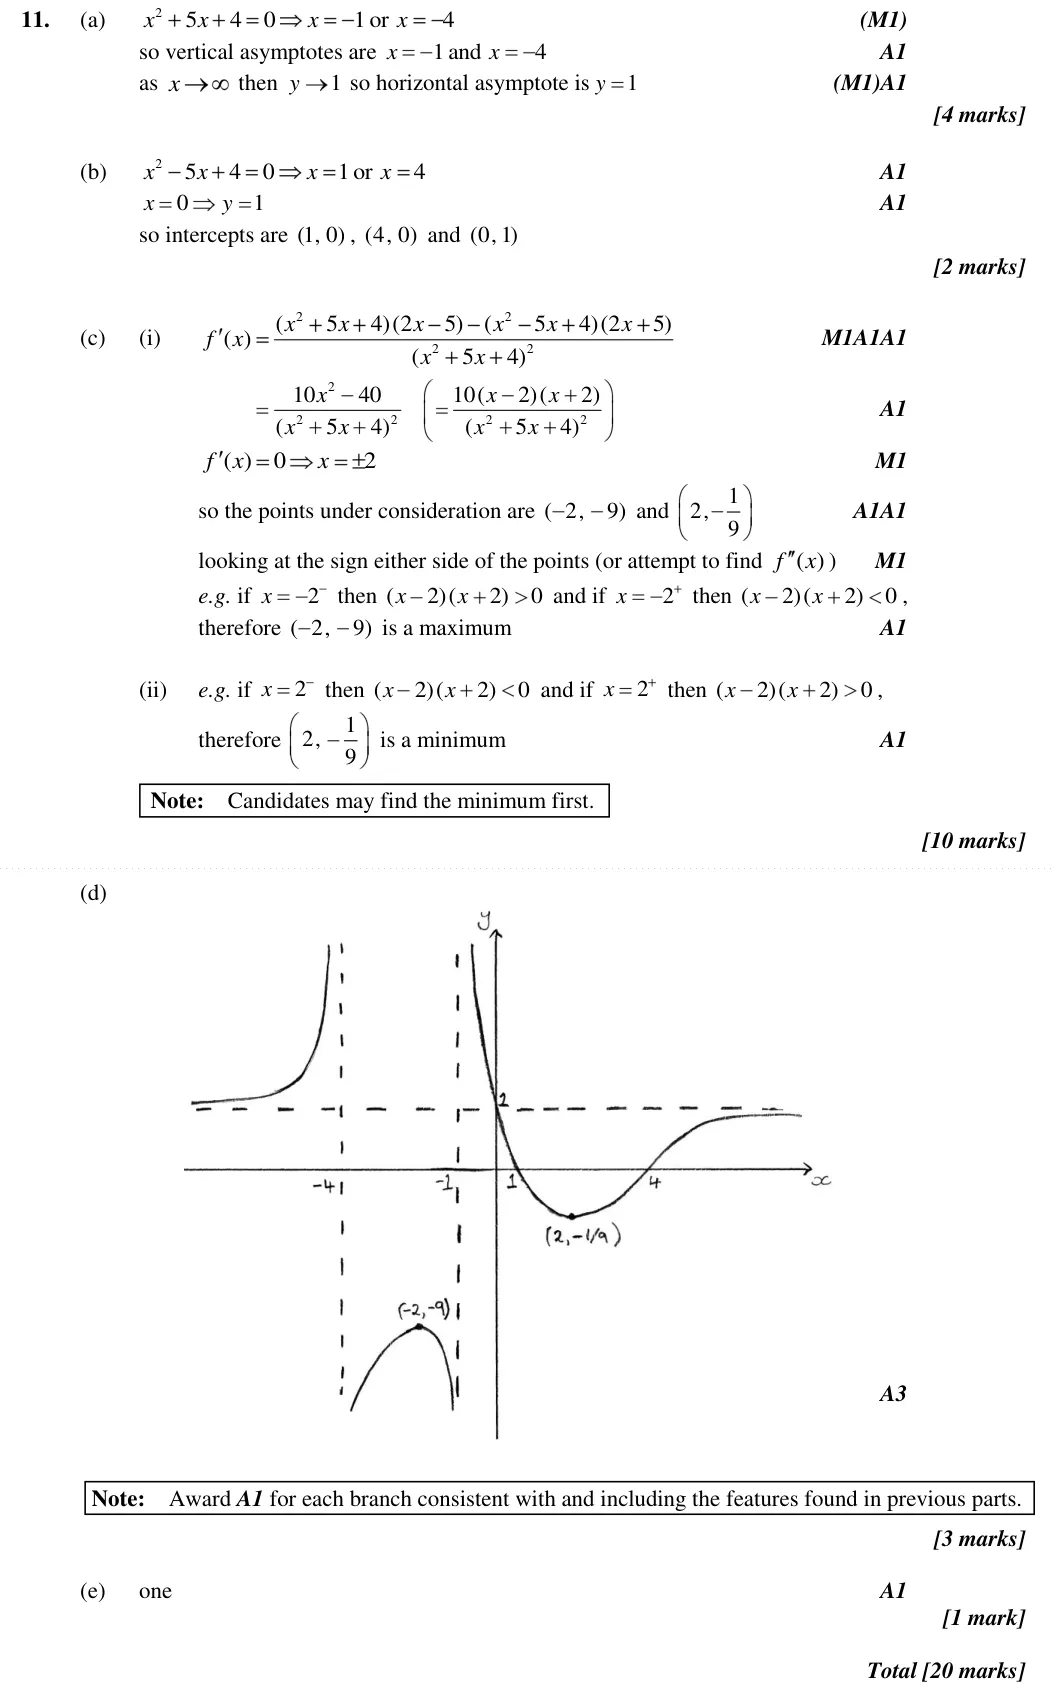 11. (a) x² + 5x + 4 = 0 ⇒ x = −1 or x = −4 (M1)
so vertical asymptotes are x = −1 and x = −4 A1
as x → ∞ then y → 1 so horizontal asymptote is y = 1 (M1)A1
[4 marks]
(b) x² − 5x + 4 = 0 ⇒ x = 1 or x = 4 A1
x = 0 ⇒ y = 1 A1
so intercepts are (1, 0), (4, 0) and (0, 1)
[2 marks]
(c) (i) f′(x) = ((x² + 5x + 4)(2x − 5) − (x² − 5x + 4)(2x + 5)) / (x² + 5x + 4)² M1A1A1
= (10x² − 40) / (x² + 5x + 4)² (= 10(x − 2)(x + 2) / (x² + 5x + 4)²) A1
f′(x) = 0 ⇒ x = ±2 M1
so the points under consideration are (−2, −9) and (2, −1/9) A1A1
looking at the sign either side of the points (or attempt to find f″(x)) M1
e.g. if x = −2⁻ then (x − 2)(x + 2) > 0 and if x = −2⁺ then (x − 2)(x + 2) < 0,
therefore (−2, −9) is a maximum A1
(ii) e.g. if x = 2⁻ then (x − 2)(x + 2) < 0 and if x = 2⁺ then (x − 2)(x + 2) > 0,
therefore (2, −1/9) is a minimum A1
Note: Candidates may find the minimum first.
[10 marks]
(d)
y
2
-4 -1 1 4 x
(2, -1/9)
(-2, -9)
A3
Note: Award A1 for each branch consistent with and including the features found in previous parts.
[3 marks]
(e) one A1
[1 mark]
Total [20 marks]